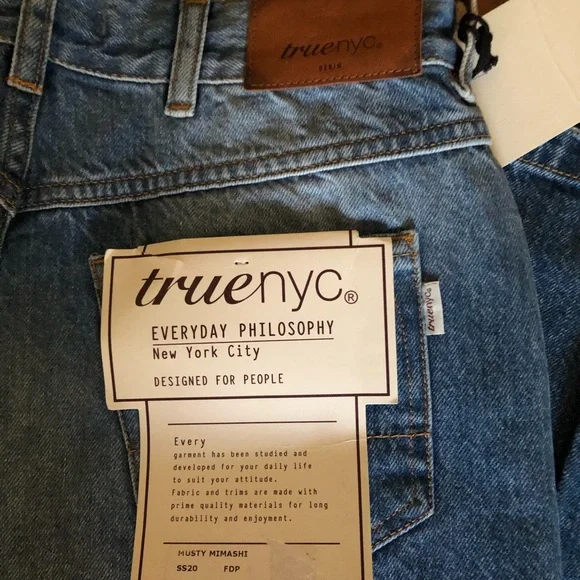 truenyc®
DENIM
truenyc®
EVERYDAY PHILOSOPHY
New York City
DESIGNED FOR PEOPLE
truenyc®
Every
garment has been studied and
developed for your daily life
to suit your attitude.
Fabric and trims are made with
prime quality materials for long
durability and enjoyment.
MUSTY MIMASHI
SS20 FDP